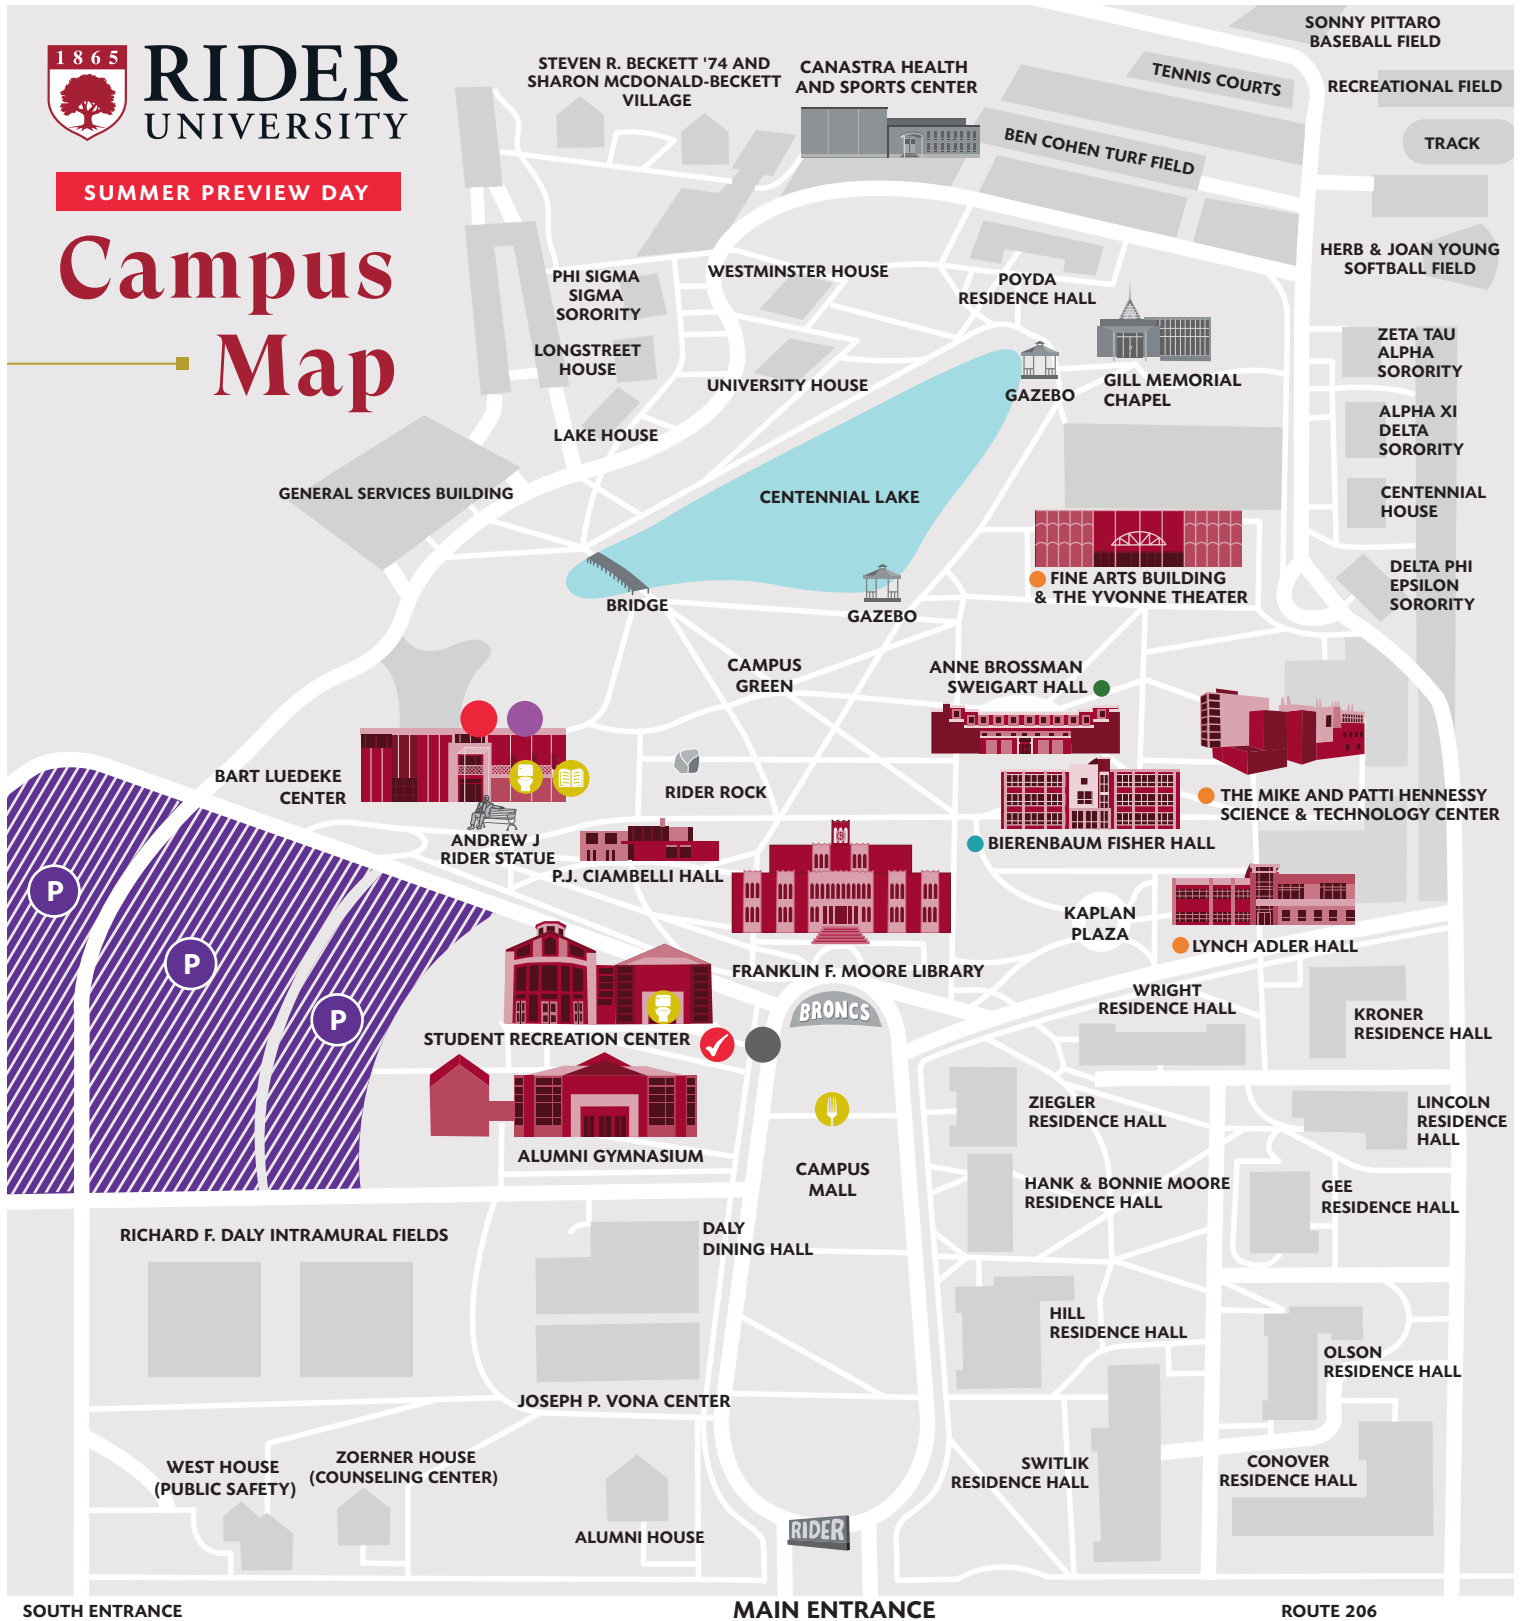 1865
RIDER
UNIVERSITY
SUMMER PREVIEW DAY
Campus
Map
STEVEN R. BECKETT '74 AND
SHARON MCDONALD-BECKETT
VILLAGE
CANASTRA HEALTH
AND SPORTS CENTER
SONNY PITTARO
BASEBALL FIELD
TENNIS COURTS
RECREATIONAL FIELD
BEN COHEN TURF FIELD
TRACK
HERB & JOAN YOUNG
SOFTBALL FIELD
PHI SIGMA
SIGMA
SORORITY
WESTMINSTER HOUSE
POYDA
RESIDENCE HALL
LONGSTREET
HOUSE
UNIVERSITY HOUSE
GAZEBO
GILL MEMORIAL
CHAPEL
ZETA TAU
ALPHA
SORORITY
ALPHA XI
DELTA
SORORITY
LAKE HOUSE
GENERAL SERVICES BUILDING
CENTENNIAL LAKE
CENTENNIAL
HOUSE
FINE ARTS BUILDING
& THE YVONNE THEATER
DELTA PHI
EPSILON
SORORITY
BRIDGE
GAZEBO
CAMPUS
GREEN
ANNE BROSSMAN
SWEIGART HALL
BART LUEDEKE
CENTER
RIDER ROCK
THE MIKE AND PATTI HENNESSY
SCIENCE & TECHNOLOGY CENTER
ANDREW J
RIDER STATUE
BIERENBAUM FISHER HALL
P.J. CIAMBELLI HALL
P
P
P
KAPLAN
PLAZA
LYNCH ADLER HALL
FRANKLIN F. MOORE LIBRARY
BRONCS
WRIGHT
RESIDENCE HALL
KRONER
RESIDENCE HALL
STUDENT RECREATION CENTER
ZIEGLER
RESIDENCE HALL
LINCOLN
RESIDENCE
HALL
ALUMNI GYMNASIUM
CAMPUS
MALL
HANK & BONNIE MOORE
RESIDENCE HALL
GEE
RESIDENCE HALL
RICHARD F. DALY INTRAMURAL FIELDS
DALY
DINING HALL
HILL
RESIDENCE HALL
OLSON
RESIDENCE HALL
JOSEPH P. VONA CENTER
WEST HOUSE
(PUBLIC SAFETY)
ZOERNER HOUSE
(COUNSELING CENTER)
SWITLIK
RESIDENCE HALL
CONOVER
RESIDENCE HALL
ALUMNI HOUSE
RIDER
SOUTH ENTRANCE
MAIN ENTRANCE
ROUTE 206